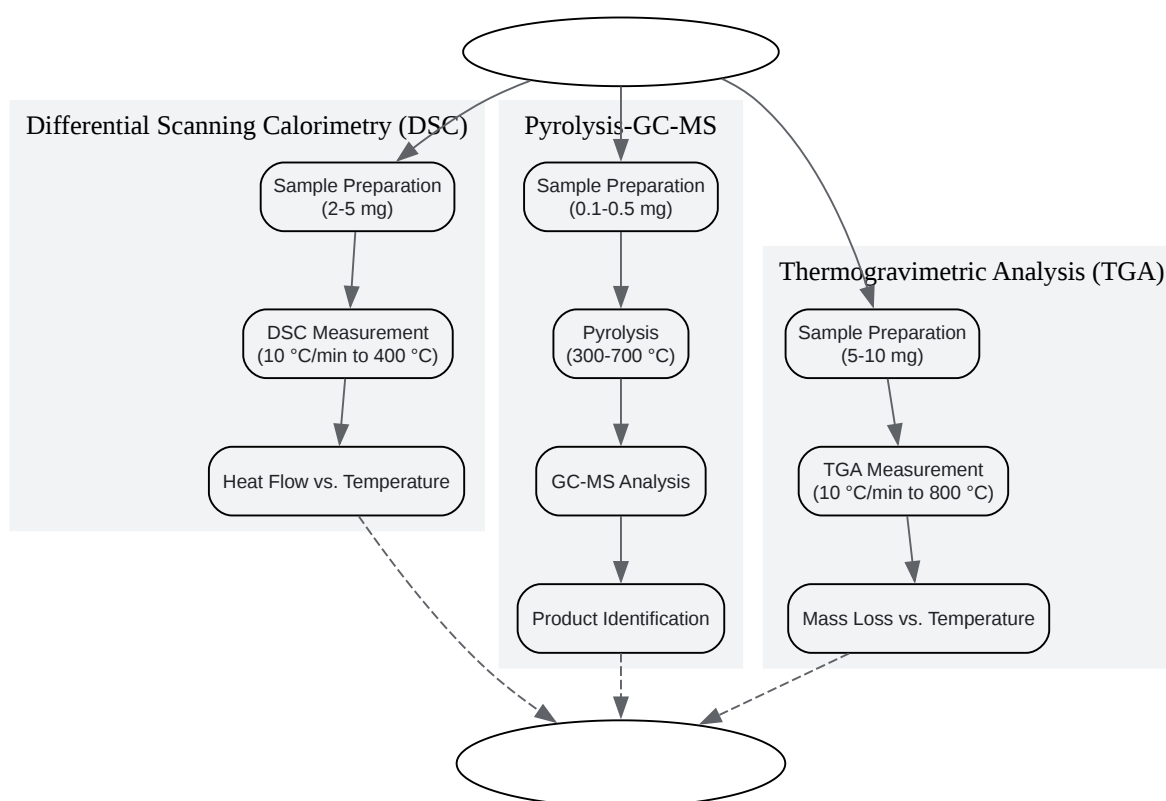 Differential Scanning Calorimetry (DSC)
Sample Preparation
(2-5 mg)
DSC Measurement
(10 °C/min to 400 °C)
Heat Flow vs. Temperature
Pyrolysis-GC-MS
Sample Preparation
(0.1-0.5 mg)
Pyrolysis
(300-700 °C)
GC-MS Analysis
Product Identification
Thermogravimetric Analysis (TGA)
Sample Preparation
(5-10 mg)
TGA Measurement
(10 °C/min to 800 °C)
Mass Loss vs. Temperature